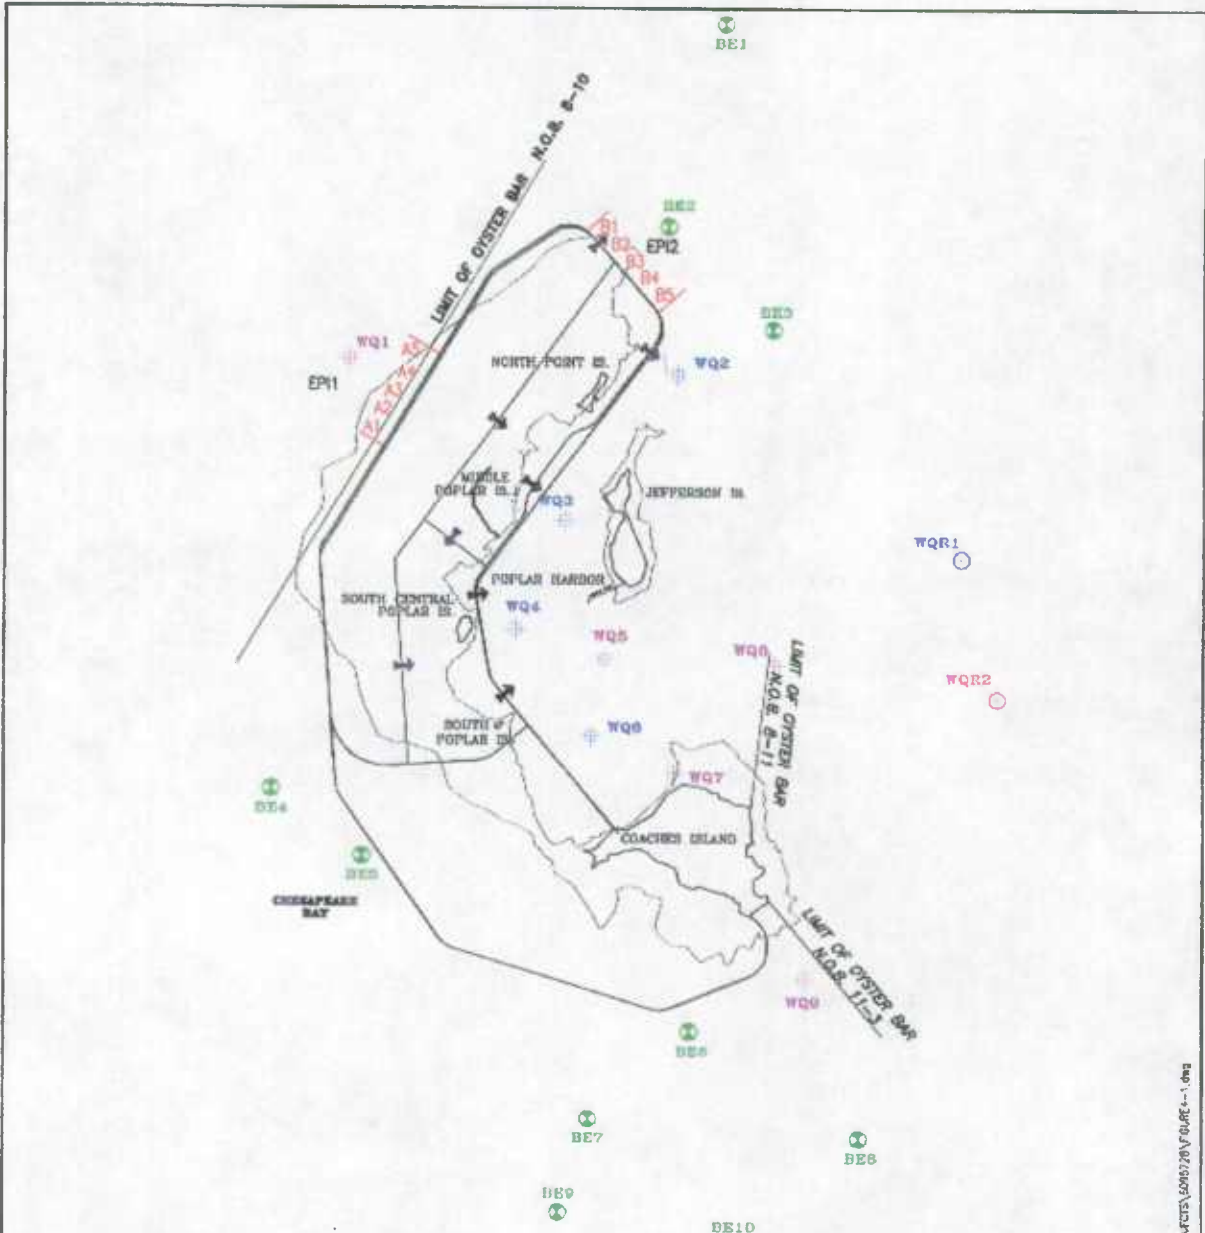 BE1
LIMIT OF OYSTER BAR N.O.B. 8-10
B1
BE2
B2
EPI2
B3
B4
B5
BE3
WQ1
EPI1
NORTH POINT IS.
WQ2
MIDDLE
POPLAR IS.
JEFFERSON IS.
WQ3
WQR1
POPLAR HARBOR
SOUTH CENTRAL
POPLAR IS.
WQ4
WQ5
WQ8
LIMIT OF OYSTER BAR
N.O.B. 8-11
WQR2
SOUTH
POPLAR IS.
WQ6
WQ7
BE4
COACHES ISLAND
BE5
CHESAPEAKE
BAY
LIMIT OF OYSTER BAR
N.O.B. 11-1
WQ9
BE6
BE7
BE8
BE9
BE10